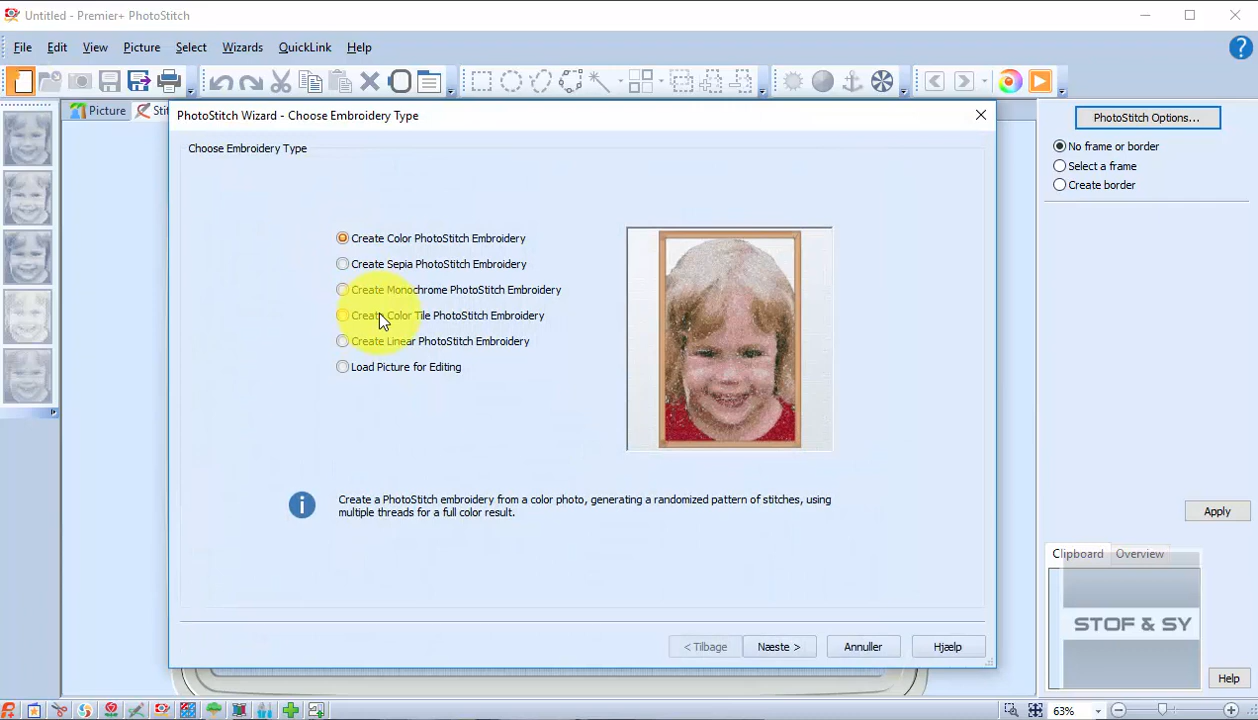 Untitled - Premier+ PhotoStitch
File Edit View Picture Select Wizards QuickLink Help
Picture
PhotoStitch Wizard - Choose Embroidery Type
PhotoStitch Options...
Choose Embroidery Type
No frame or border
Select a frame
Create border
Create Color PhotoStitch Embroidery
Create Sepia PhotoStitch Embroidery
Create Monochrome PhotoStitch Embroidery
Create Color Tile PhotoStitch Embroidery
Create Linear PhotoStitch Embroidery
Load Picture for Editing
Create a PhotoStitch embroidery from a color photo, generating a randomized pattern of stitches, using
multiple threads for a full color result.
Apply
Clipboard Overview
STOF & SY
< Tilbage Næste > Annuller Hjælp
Help
63%